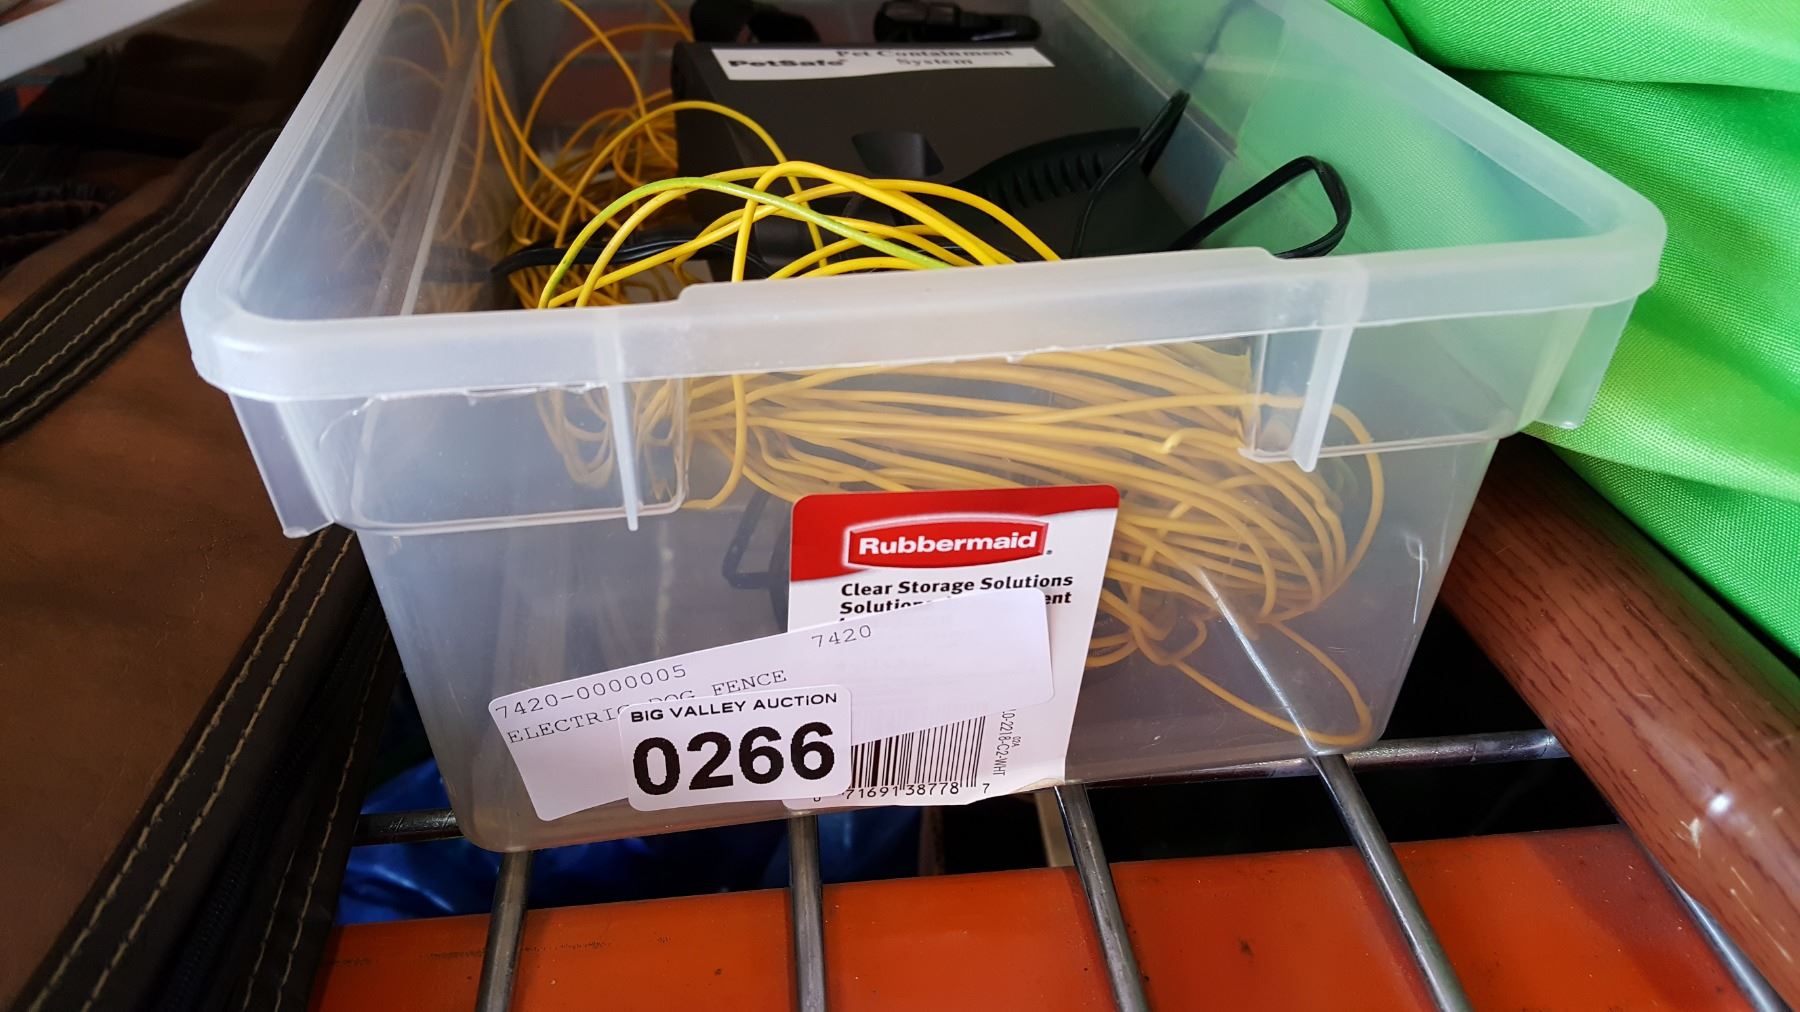 PetSafe Pet Containment
System
Rubbermaid
Clear Storage Solutions
7420
7420-0000005
ELECTRIC DOG FENCE
BIG VALLEY AUCTION
0266
71691 38778 7